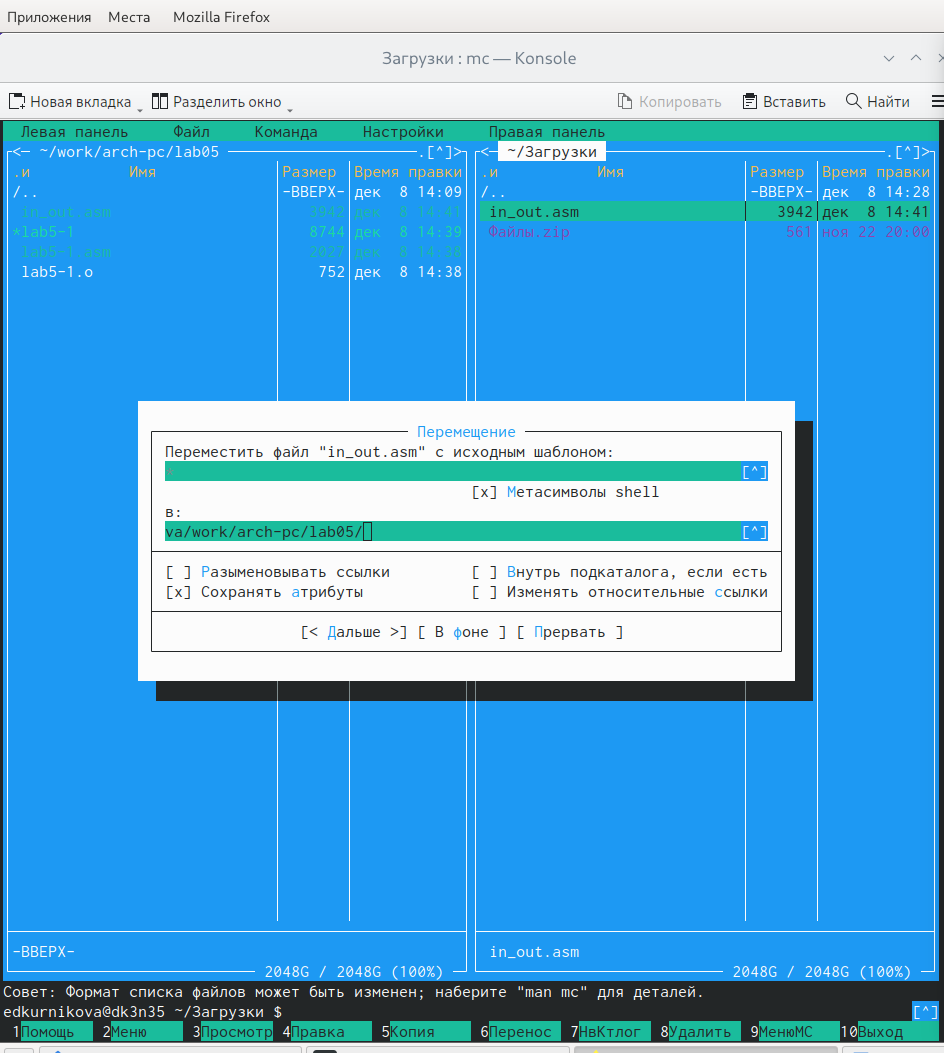 Приложения Места Mozilla Firefox
Загрузки : mc — Konsole
Новая вкладка Разделить окно Копировать Вставить Найти
Левая панель Файл Команда Настройки Правая панель
<─ ~/work/arch-pc/lab05 .[^]>
.и Имя Размер Время правки
/.. -ВВЕРХ- дек 8 14:09
in_out.asm 3942 дек 8 14:41
*lab5-1 8744 дек 8 14:39
lab5-1.asm 2027 дек 8 14:38
lab5-1.o 752 дек 8 14:38
<─ ~/Загрузки .[^]>
.и Имя Размер Время правки
/.. -ВВЕРХ- дек 8 14:28
in_out.asm 3942 дек 8 14:41
Файлы.zip 561 ноя 22 20:00
Перемещение
Переместить файл "in_out.asm" с исходным шаблоном:
* [^]
[x] Метасимволы shell
в:
va/work/arch-pc/lab05/ [^]
[ ] Разыменовывать ссылки [ ] Внутрь подкаталога, если есть
[x] Сохранять атрибуты [ ] Изменять относительные ссылки
[< Дальше >] [ В фоне ] [ Прервать ]
-ВВЕРХ-
2048G / 2048G (100%)
in_out.asm
2048G / 2048G (100%)
Совет: Формат списка файлов может быть изменен; наберите "man mc" для деталей.
edkurnikova@dk3n35 ~/Загрузки $ [^]
1Помощь 2Меню 3Просмотр 4Правка 5Копия 6Перенос 7НвКтлог 8Удалить 9МенюМС 10Выход